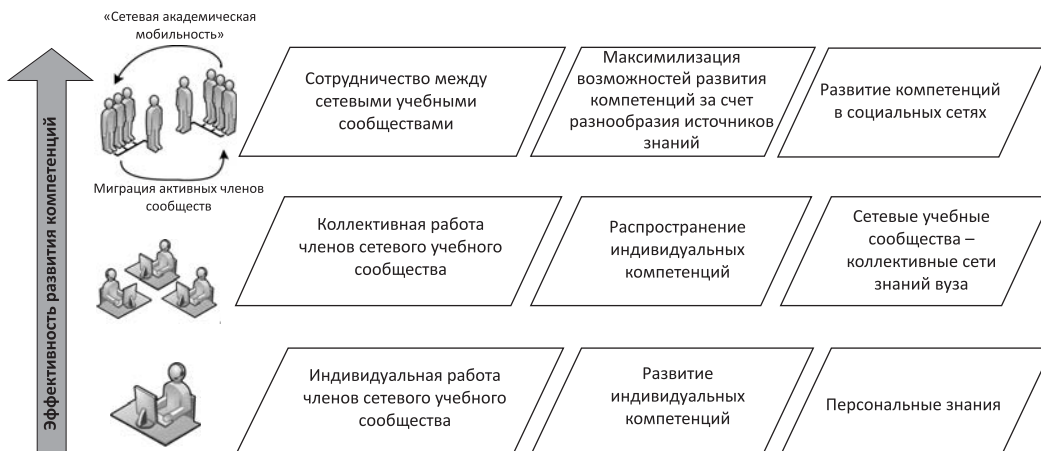 «Сетевая академическая
мобильность»
Сотрудничество между
сетевыми учебными
сообществами
Максимилизация
возможностей развития
компетенций за счет
разнообразия источников
знаний
Развитие компетенций
в социальных сетях
Миграция активных членов
сообществ
Эффективность развития компетенций
Коллективная работа
членов сетевого учебного
сообщества
Распространение
индивидуальных
компетенций
Сетевые учебные
сообщества –
коллективные сети
знаний вуза
Индивидуальная работа
членов сетевого учебного
сообщества
Развитие
индивидуальных
компетенций
Персональные знания